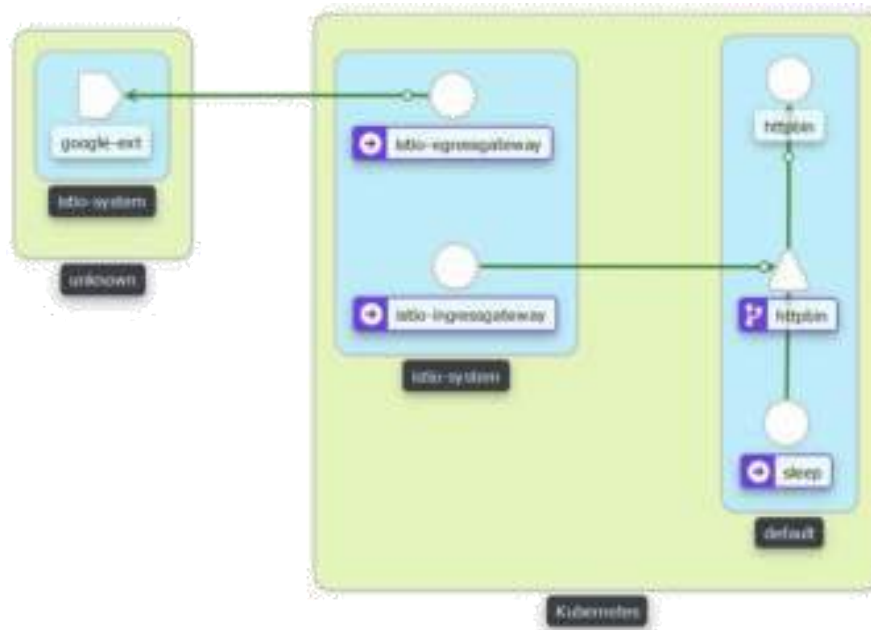 google-ext
istio-system
unknown
istio-egressgateway
istio-ingressgateway
istio-system
httpbin
httpbin
sleep
default
Kubernetes